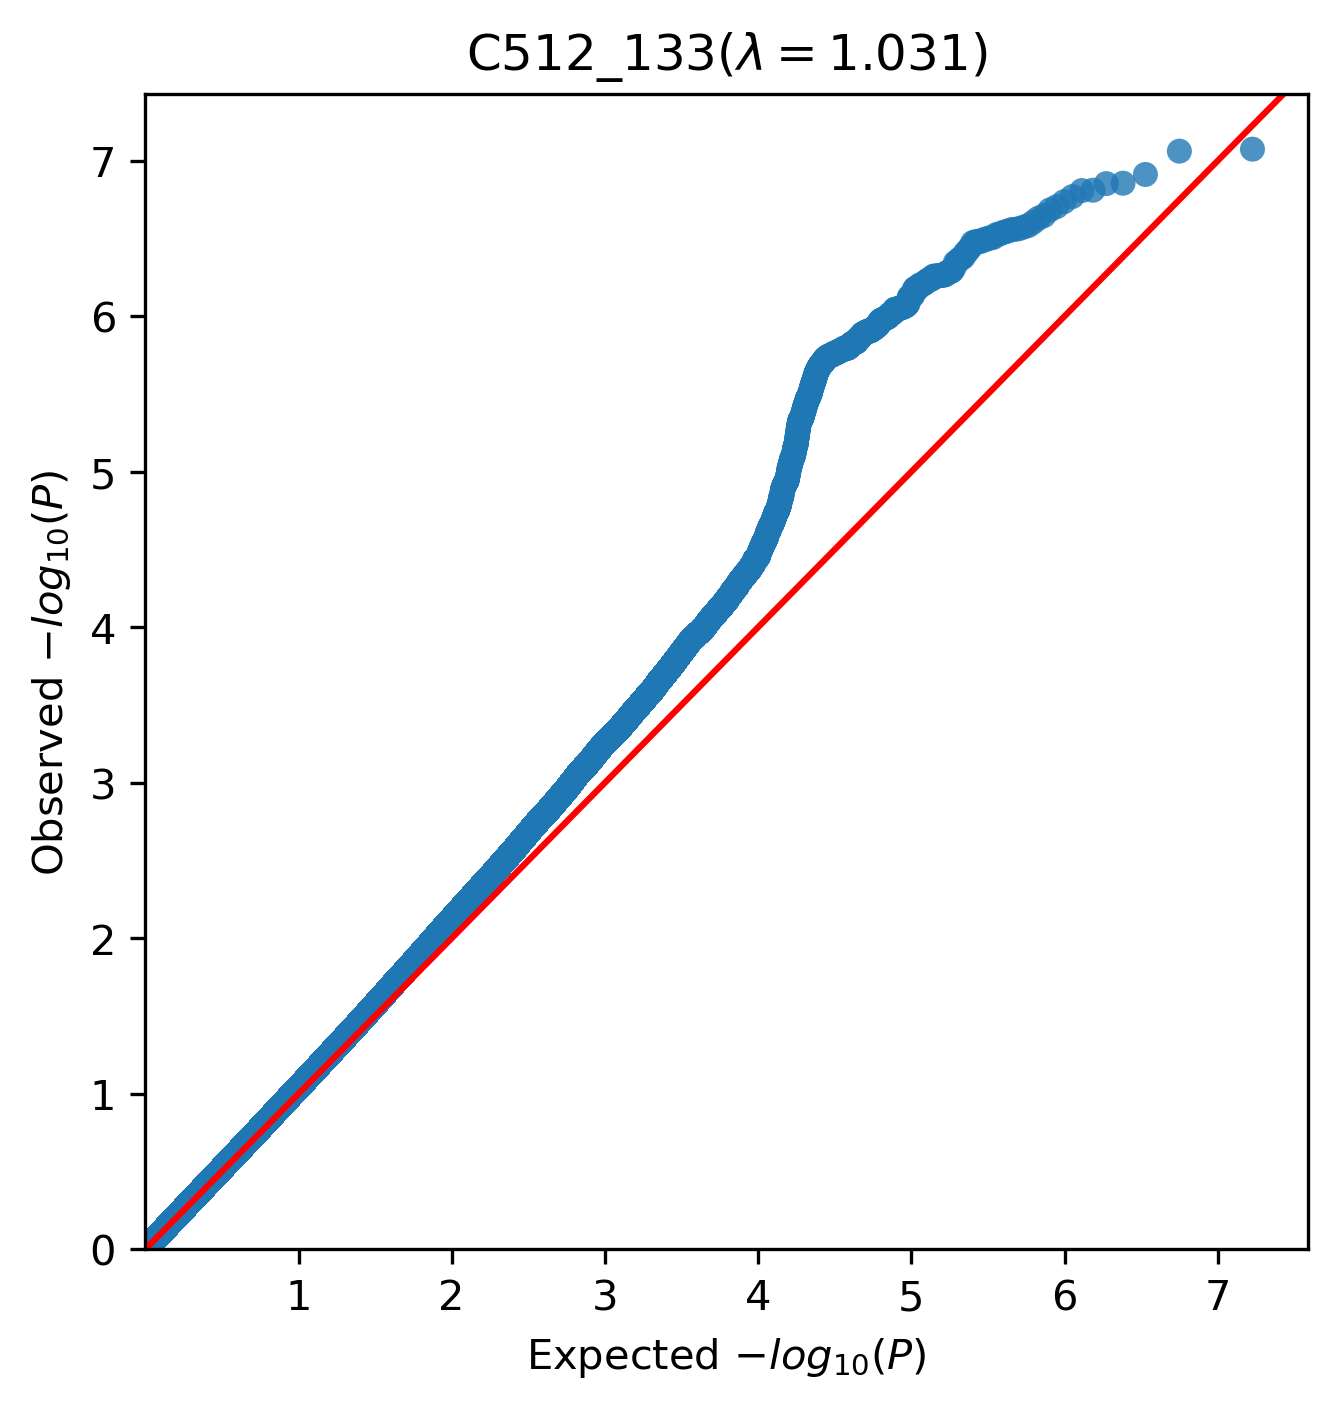 C512_133(λ = 1.031)
Observed −log₁₀(P)
7
6
5
4
3
2
1
0
1 2 3 4 5 6 7
Expected −log₁₀(P)